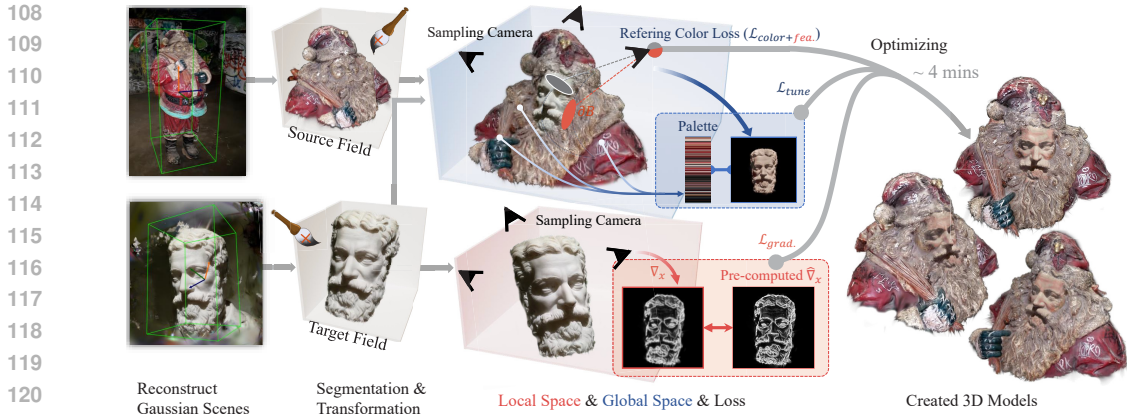 108
109
110
111
112
113
114
115
116
117
118
119
120
Source Field
Target Field
Sampling Camera
Refering Color Loss (ℒcolor+fea.)
∂R
Palette
ℒtune
Optimizing
~ 4 mins
Sampling Camera
ℒgrad.
∇x
Pre-computed ∇̂x
Reconstruct
Gaussian Scenes
Segmentation &
Transformation
Local Space & Global Space & Loss
Created 3D Models